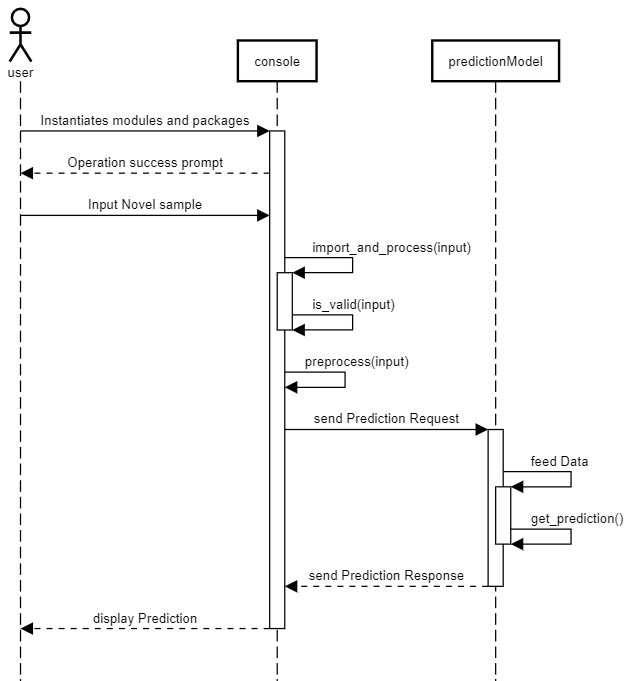 user
console
predictionModel
Instantiates modules and packages
Operation success prompt
Input Novel sample
import_and_process(input)
is_valid(input)
preprocess(input)
send Prediction Request
feed Data
get_prediction()
send Prediction Response
display Prediction